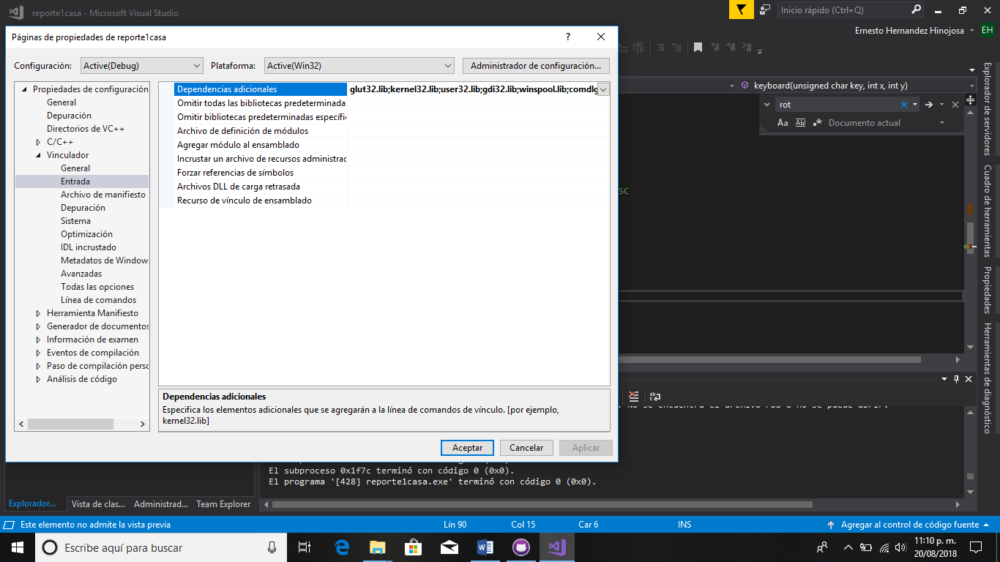 reporte1casa - Microsoft Visual Studio
Inicio rápido (Ctrl+Q)
Ernesto Hernandez Hinojosa
EH
Páginas de propiedades de reporte1casa
?
Configuración:
Active(Debug)
Plataforma:
Active(Win32)
Administrador de configuración...
Propiedades de configuración
General
Depuración
Directorios de VC++
C/C++
Vinculador
General
Entrada
Archivo de manifiesto
Depuración
Sistema
Optimización
IDL incrustado
Metadatos de Window
Avanzadas
Todas las opciones
Línea de comandos
Herramienta Manifiesto
Generador de documentos
Información de examen
Eventos de compilación
Paso de compilación perso
Análisis de código
Dependencias adicionales
glut32.lib;kernel32.lib;user32.lib;gdi32.lib;winspool.lib;comdlg
Omitir todas las bibliotecas predeterminadas
Omitir bibliotecas predeterminadas específic
Archivo de definición de módulos
Agregar módulo al ensamblado
Incrustar un archivo de recursos administrad
Forzar referencias de símbolos
Archivos DLL de carga retrasada
Recurso de vínculo de ensamblado
Dependencias adicionales
Especifica los elementos adicionales que se agregarán a la línea de comandos de vínculo. [por ejemplo,
kernel32.lib]
Aceptar
Cancelar
Aplicar
keyboard(unsigned char key, int x, int y)
rot
Aa
Ab
Documento actual
SC
Explorador de servidores
Cuadro de herramientas
Propiedades
Herramientas de diagnóstico
. No se encuentra el archivo PDB o no se puede abrir.
El subproceso 0x1f7c terminó con código 0 (0x0).
El programa '[428] reporte1casa.exe' terminó con código 0 (0x0).
Explorador...
Vista de clas...
Administrad...
Team Explorer
Este elemento no admite la vista previa
Lín 90
Col 15
Car 6
INS
Agregar al control de código fuente
Escribe aquí para buscar
11:10 p. m.
20/08/2018